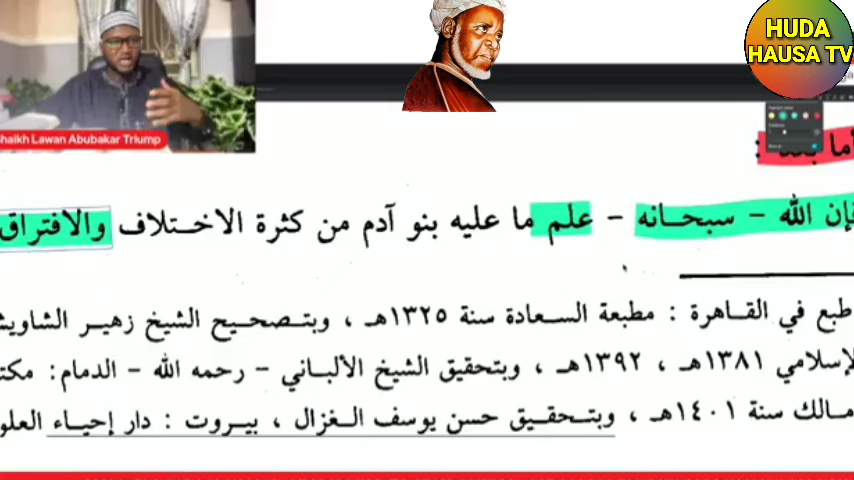 HUDA
HAUSA TV
Shaikh Lawan Abubakar Triump
أما بعد :
فإن الله - سبحانه - علم ما عليه بنو آدم من كثرة الاختلاف والافتراق
طبع في القاهرة : مطبعة السعادة سنة ١٣٢٥هـ ، وبتصحيح الشيخ زهير الشاويش
الإسلامي ١٣٨١هـ ، ١٣٩٢هـ ، وبتحقيق الشيخ الألباني - رحمه الله - الدمام:
مالك سنة ١٤٠١هـ ، وبتحقيق حسن يوسف الغزال ، بيروت : دار إحياء